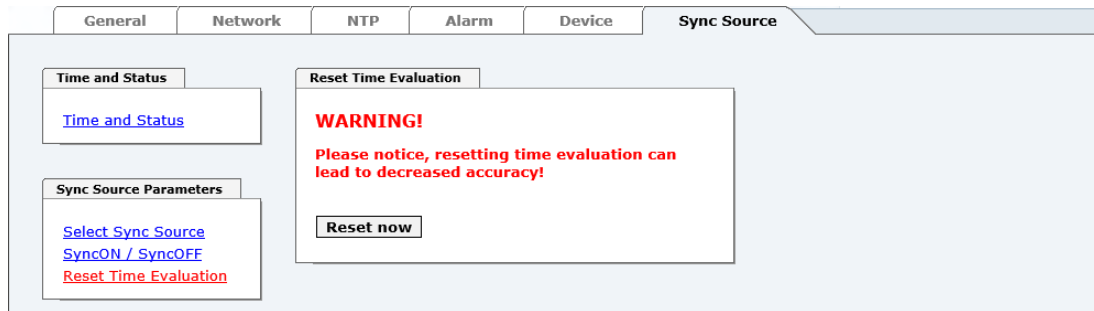 General
Network
NTP
Alarm
Device
Sync Source
Time and Status
Time and Status
Sync Source Parameters
Select Sync Source
SyncON / SyncOFF
Reset Time Evaluation
Reset Time Evaluation
WARNING!
Please notice, resetting time evaluation can
lead to decreased accuracy!
Reset now